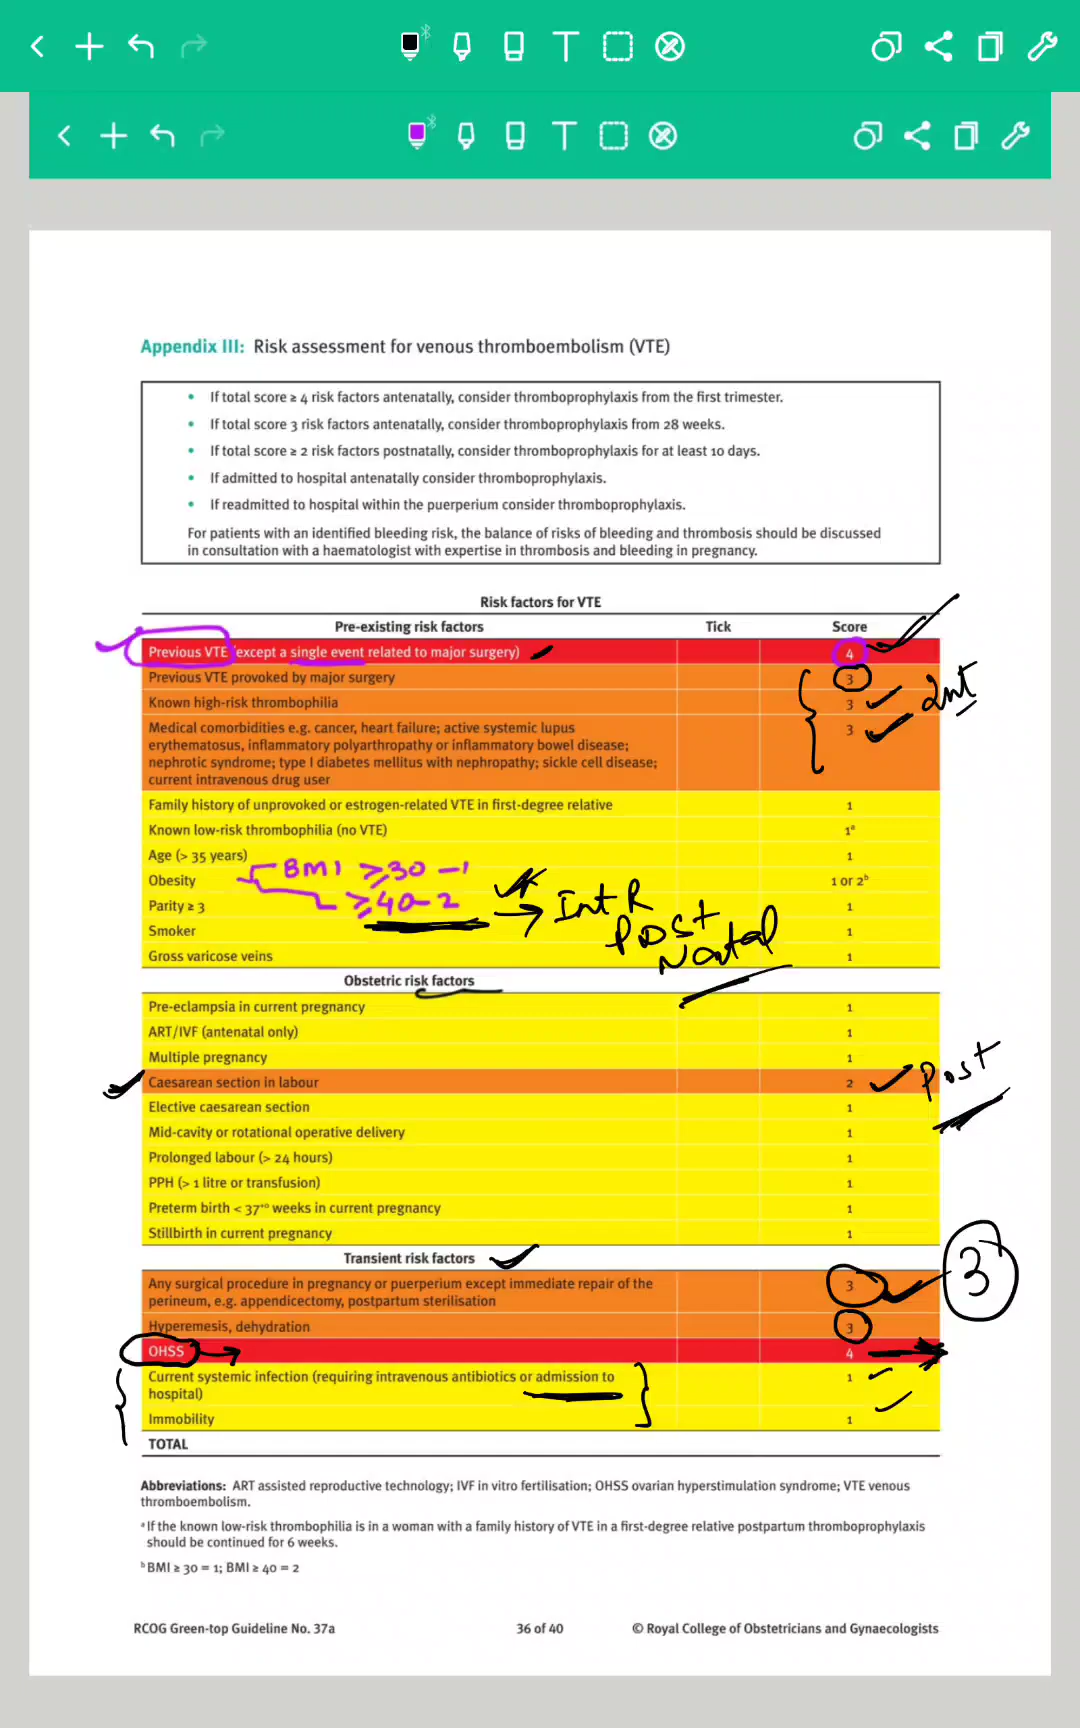 T
T
Appendix III: Risk assessment for venous thromboembolism (VTE)
• If total score ≥ 4 risk factors antenatally, consider thromboprophylaxis from the first trimester.
• If total score 3 risk factors antenatally, consider thromboprophylaxis from 28 weeks.
• If total score ≥ 2 risk factors postnatally, consider thromboprophylaxis for at least 10 days.
• If admitted to hospital antenatally consider thromboprophylaxis.
• If readmitted to hospital within the puerperium consider thromboprophylaxis.
For patients with an identified bleeding risk, the balance of risks of bleeding and thrombosis should be discussed
in consultation with a haematologist with expertise in thrombosis and bleeding in pregnancy.
Risk factors for VTE
Pre-existing risk factors Tick Score
Previous VTE (except a single event related to major surgery) 4
Previous VTE provoked by major surgery 3
Known high-risk thrombophilia 3
Medical comorbidities e.g. cancer, heart failure; active systemic lupus 3
erythematosus, inflammatory polyarthropathy or inflammatory bowel disease;
nephrotic syndrome; type I diabetes mellitus with nephropathy; sickle cell disease;
current intravenous drug user
Family history of unprovoked or estrogen-related VTE in first-degree relative 1
Known low-risk thrombophilia (no VTE) 1ᵃ
Age (> 35 years) 1
BMI ≥30 -1
Obesity 1 or 2ᵇ
≥40-2
Int R
Post
Natal
Parity ≥ 3 1
Smoker 1
Gross varicose veins 1
Obstetric risk factors
Pre-eclampsia in current pregnancy 1
ART/IVF (antenatal only) 1
Multiple pregnancy 1
Caesarean section in labour 2 Post
Elective caesarean section 1
Mid-cavity or rotational operative delivery 1
Prolonged labour (> 24 hours) 1
PPH (> 1 litre or transfusion) 1
Preterm birth < 37⁺⁰ weeks in current pregnancy 1
Stillbirth in current pregnancy 1
Transient risk factors
Any surgical procedure in pregnancy or puerperium except immediate repair of the 3 3
perineum, e.g. appendicectomy, postpartum sterilisation
Hyperemesis, dehydration 3
OHSS 4
Current systemic infection (requiring intravenous antibiotics or admission to 1
hospital)
Immobility 1
TOTAL
Abbreviations: ART assisted reproductive technology; IVF in vitro fertilisation; OHSS ovarian hyperstimulation syndrome; VTE venous
thromboembolism.
ᵃ If the known low-risk thrombophilia is in a woman with a family history of VTE in a first-degree relative postpartum thromboprophylaxis
should be continued for 6 weeks.
ᵇ BMI ≥ 30 = 1; BMI ≥ 40 = 2
RCOG Green-top Guideline No. 37a 36 of 40 © Royal College of Obstetricians and Gynaecologists